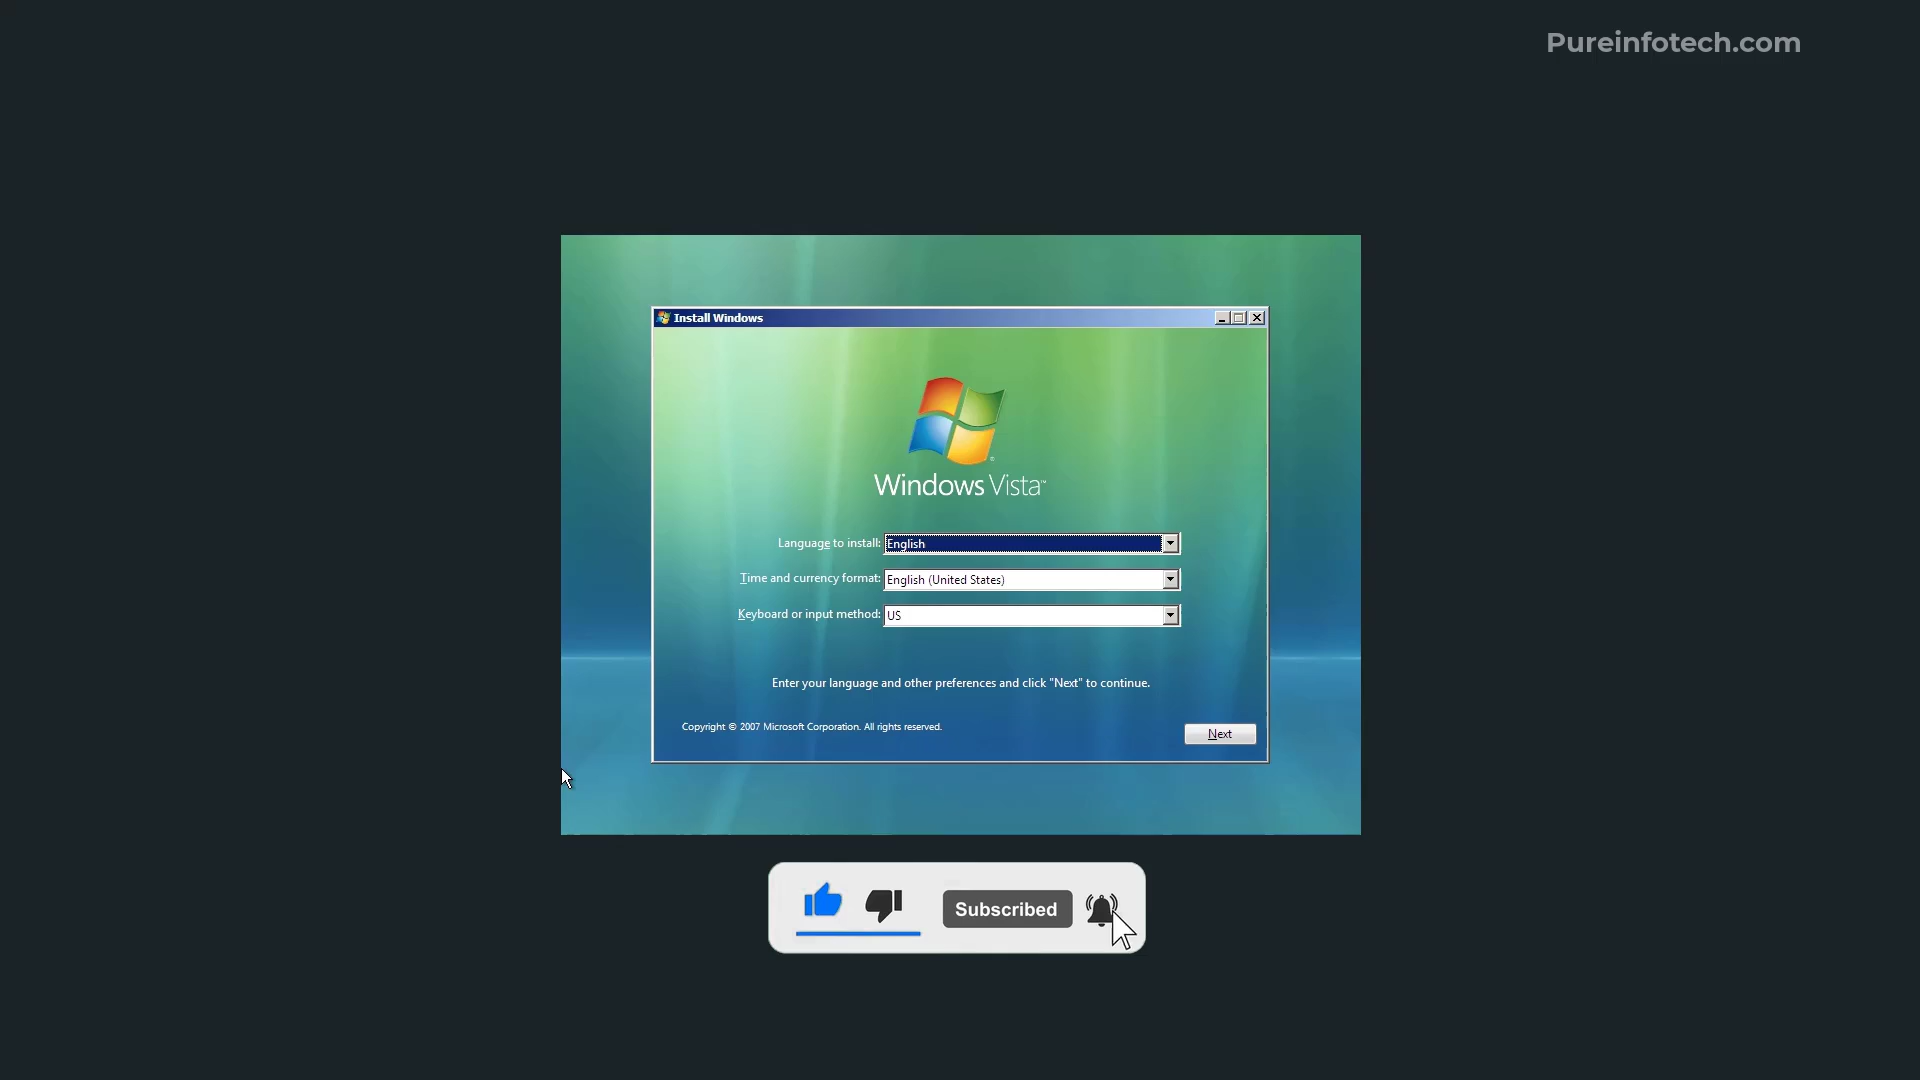 Pureinfotech.com
Install Windows
Windows Vista™
Language to install: English
Time and currency format: English (United States)
Keyboard or input method: US
Enter your language and other preferences and click "Next" to continue.
Copyright © 2007 Microsoft Corporation. All rights reserved.
Next
Subscribed